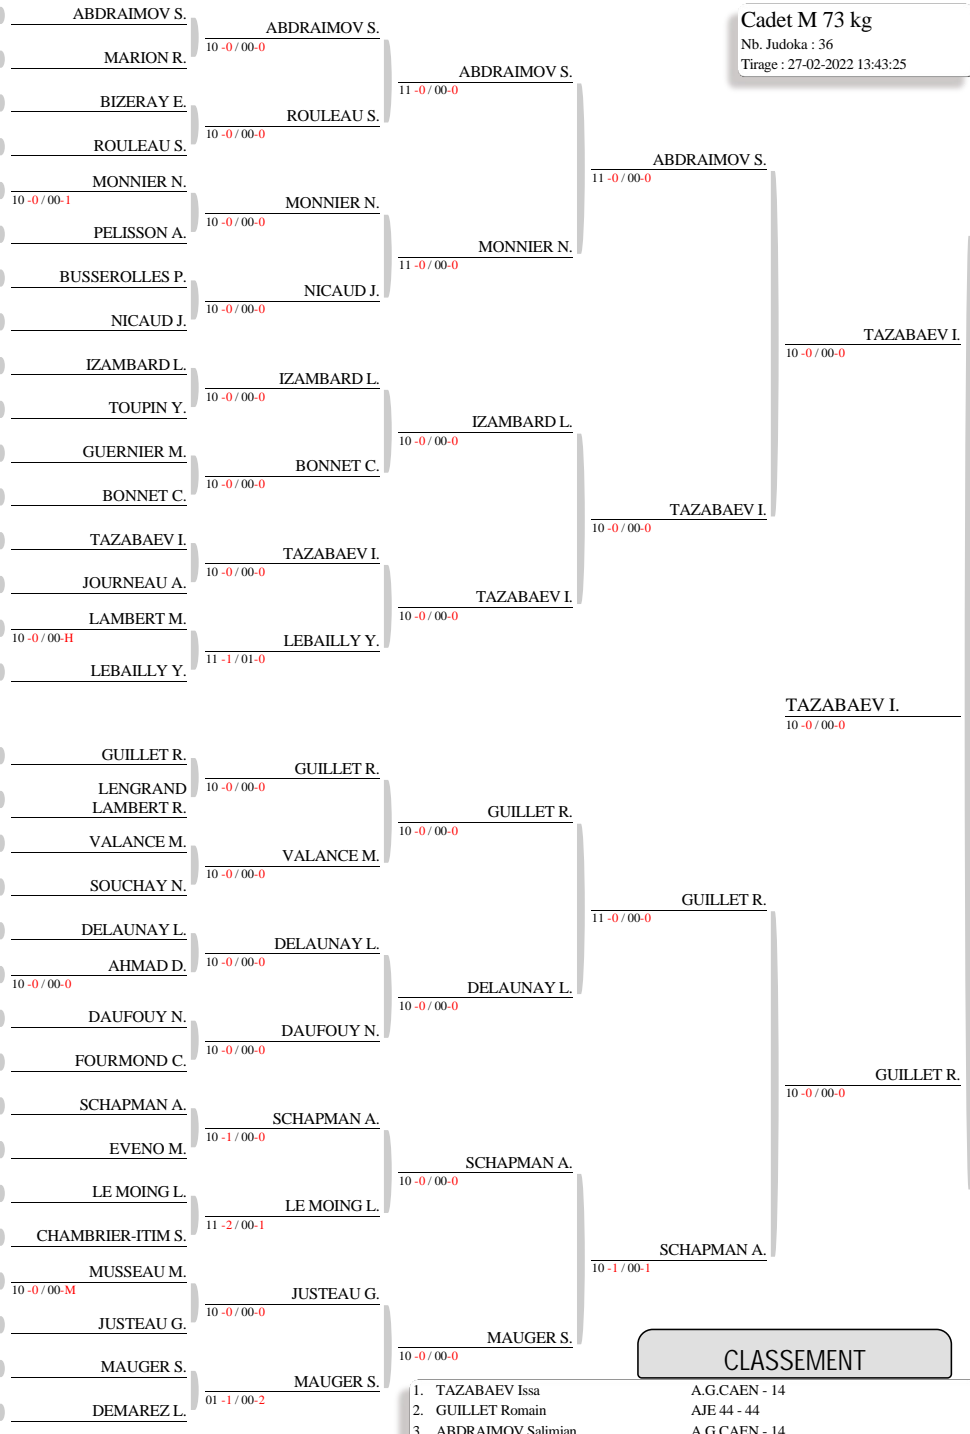 Cadet M 73 kg
Nb. Judoka : 36
Tirage : 27-02-2022 13:43:25
ABDRAIMOV S.
MARION R.
BIZERAY E.
ROULEAU S.
MONNIER N.
10 -0 / 00-1
PELISSON A.
BUSSEROLLES P.
NICAUD J.
IZAMBARD L.
TOUPIN Y.
GUERNIER M.
BONNET C.
TAZABAEV I.
JOURNEAU A.
LAMBERT M.
10 -0 / 00-H
LEBAILLY Y.
GUILLET R.
LENGRAND
LAMBERT R.
VALANCE M.
SOUCHAY N.
DELAUNAY L.
AHMAD D.
10 -0 / 00-0
DAUFOUY N.
FOURMOND C.
SCHAPMAN A.
EVENO M.
LE MOING L.
CHAMBRIER-ITIM S.
MUSSEAU M.
10 -0 / 00-M
JUSTEAU G.
MAUGER S.
DEMAREZ L.
ABDRAIMOV S.
10 -0 / 00-0
ROULEAU S.
10 -0 / 00-0
MONNIER N.
10 -0 / 00-0
NICAUD J.
10 -0 / 00-0
IZAMBARD L.
10 -0 / 00-0
BONNET C.
10 -0 / 00-0
TAZABAEV I.
10 -0 / 00-0
LEBAILLY Y.
11 -1 / 01-0
GUILLET R.
10 -0 / 00-0
VALANCE M.
10 -0 / 00-0
DELAUNAY L.
10 -0 / 00-0
DAUFOUY N.
10 -0 / 00-0
SCHAPMAN A.
10 -1 / 00-0
LE MOING L.
11 -2 / 00-1
JUSTEAU G.
10 -0 / 00-0
MAUGER S.
01 -1 / 00-2
ABDRAIMOV S.
11 -0 / 00-0
MONNIER N.
11 -0 / 00-0
IZAMBARD L.
10 -0 / 00-0
TAZABAEV I.
10 -0 / 00-0
GUILLET R.
10 -0 / 00-0
DELAUNAY L.
10 -0 / 00-0
SCHAPMAN A.
10 -0 / 00-0
MAUGER S.
10 -0 / 00-0
ABDRAIMOV S.
11 -0 / 00-0
TAZABAEV I.
10 -0 / 00-0
GUILLET R.
11 -0 / 00-0
SCHAPMAN A.
10 -1 / 00-1
TAZABAEV I.
10 -0 / 00-0
TAZABAEV I.
10 -0 / 00-0
GUILLET R.
10 -0 / 00-0
CLASSEMENT
1. TAZABAEV Issa A.G.CAEN - 14
2. GUILLET Romain AJE 44 - 44
3. ABDRAIMOV Salimian A.G.CAEN - 14